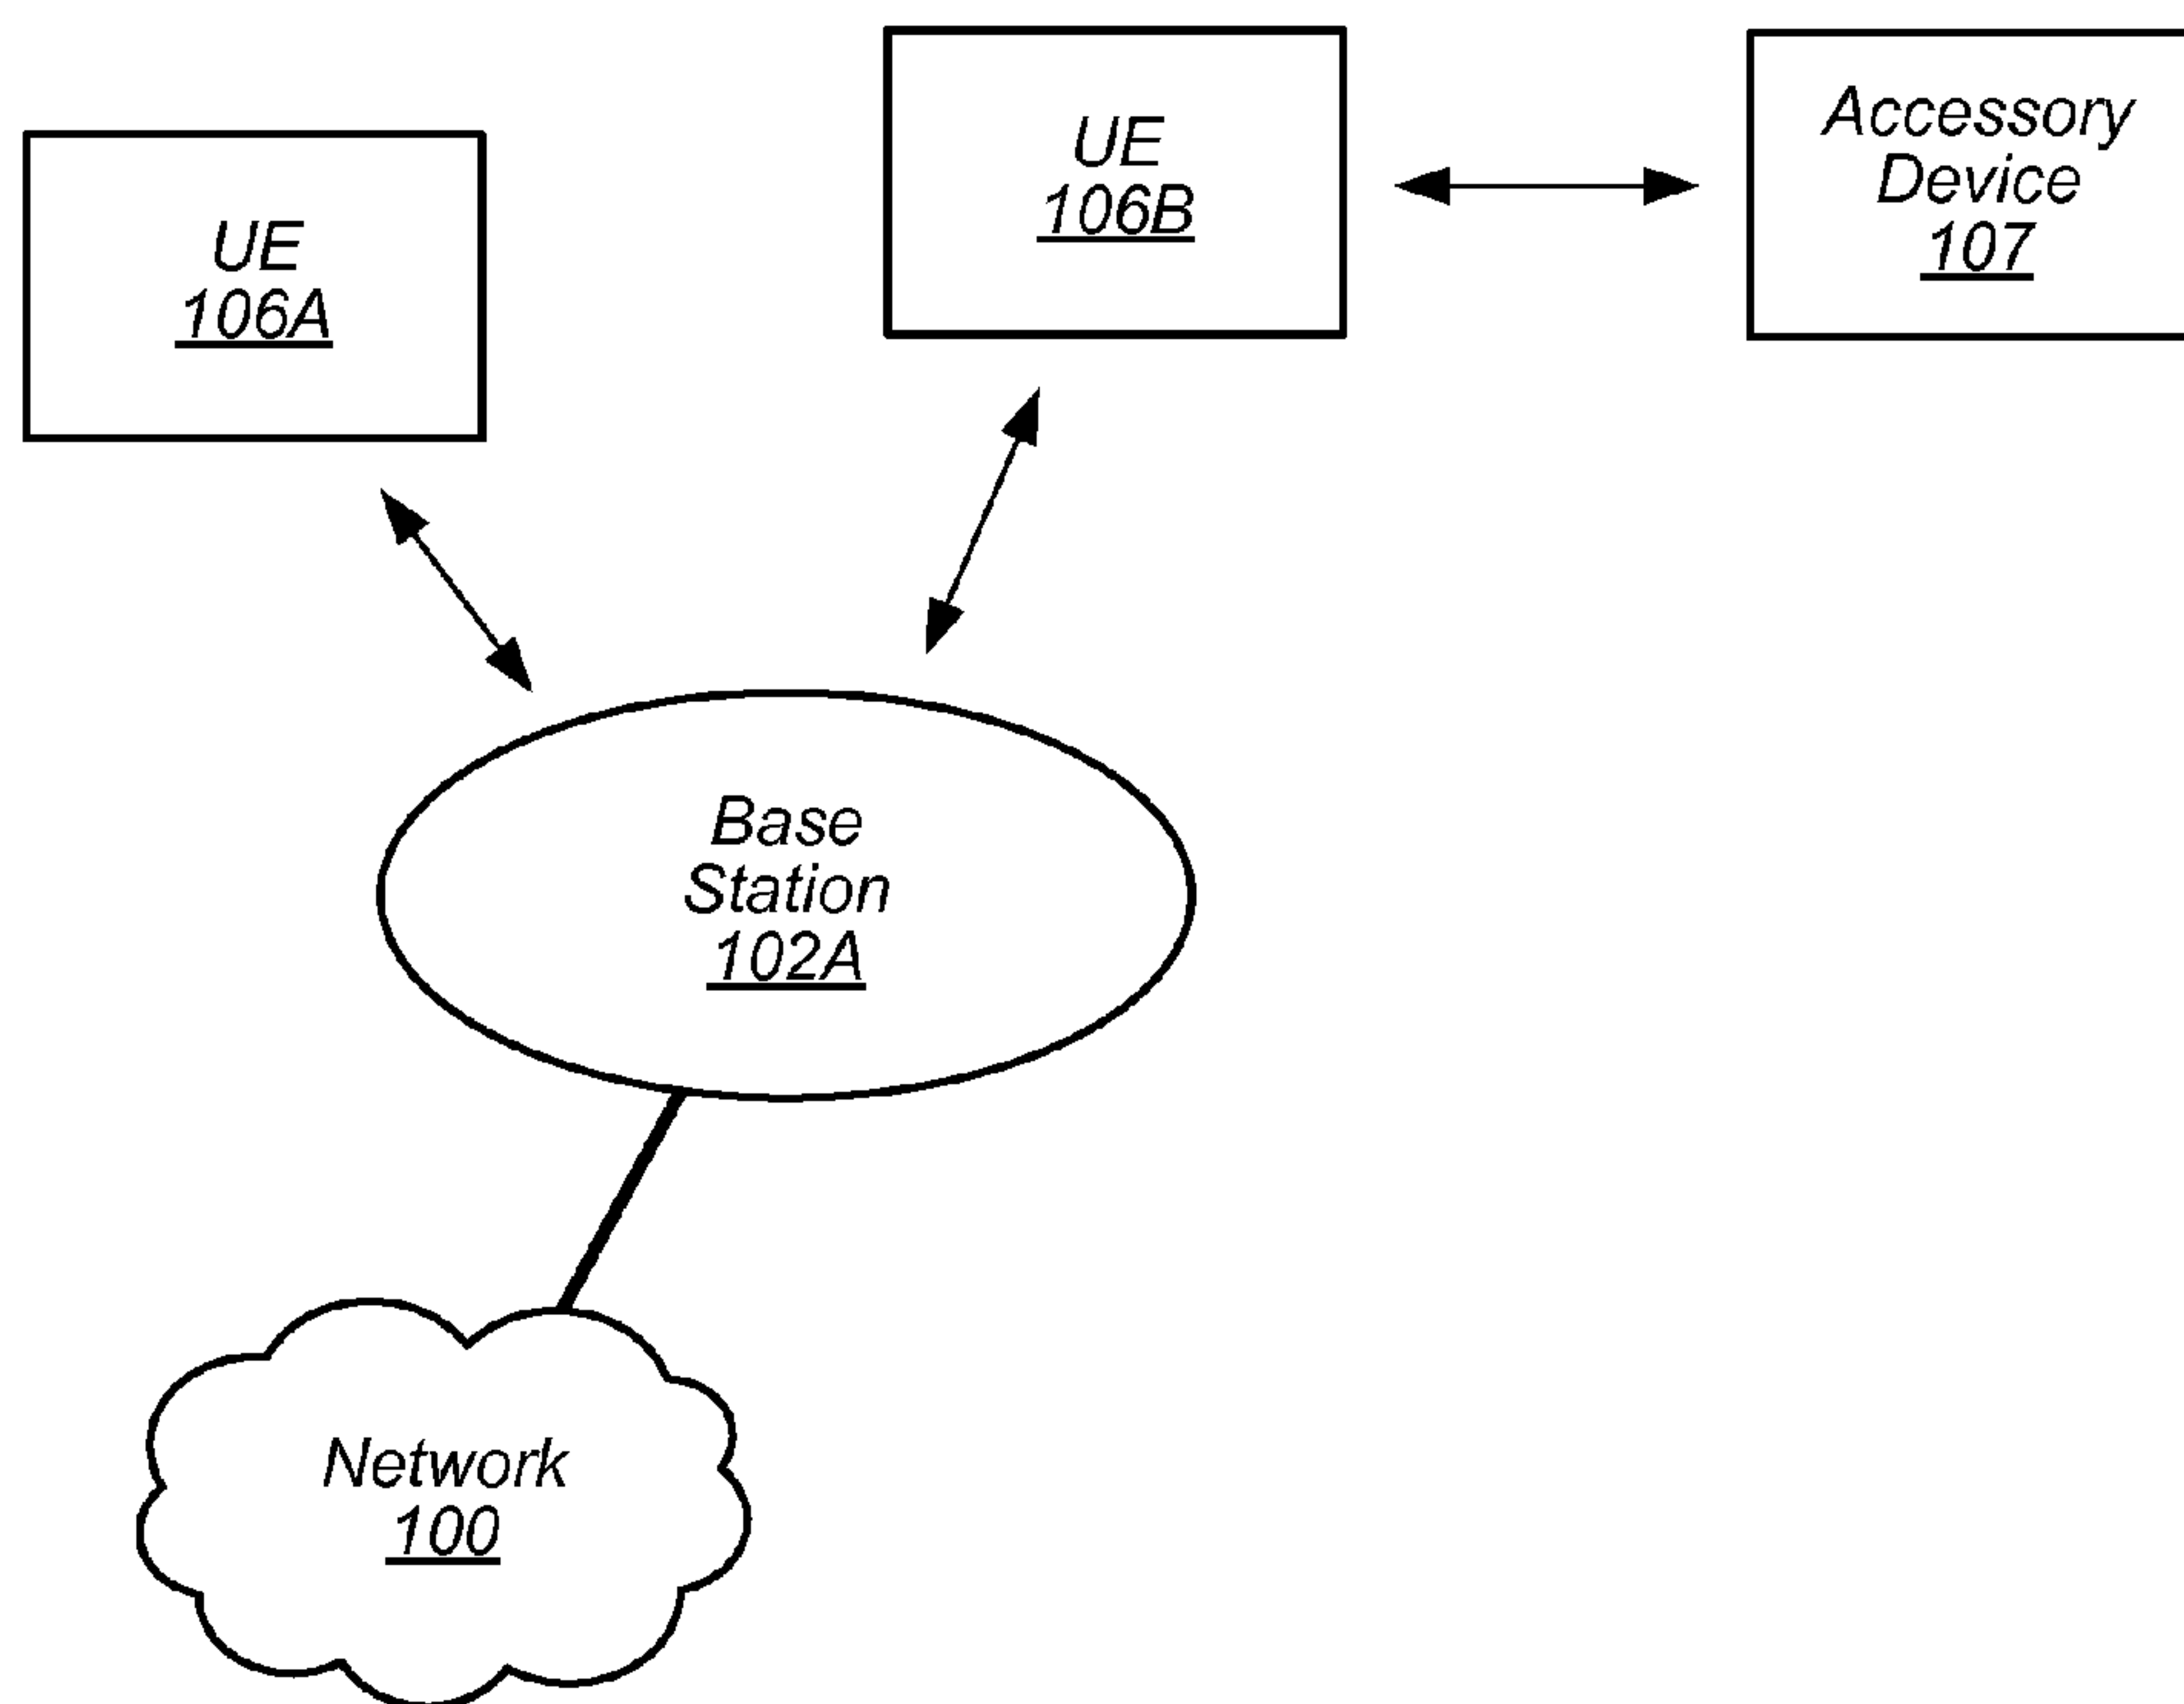 UE
106A
UE
106B
Accessory
Device
107
Base
Station
102A
Network
100